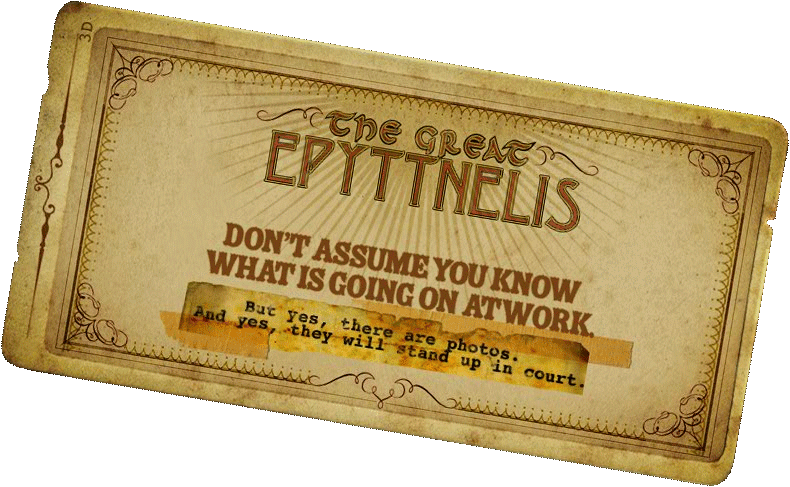 3D
THE GREAT
EPYTTNELIS
DON'T ASSUME YOU KNOW
WHAT IS GOING ON AT WORK.
But yes, there are photos.
And yes, they will stand up in court.